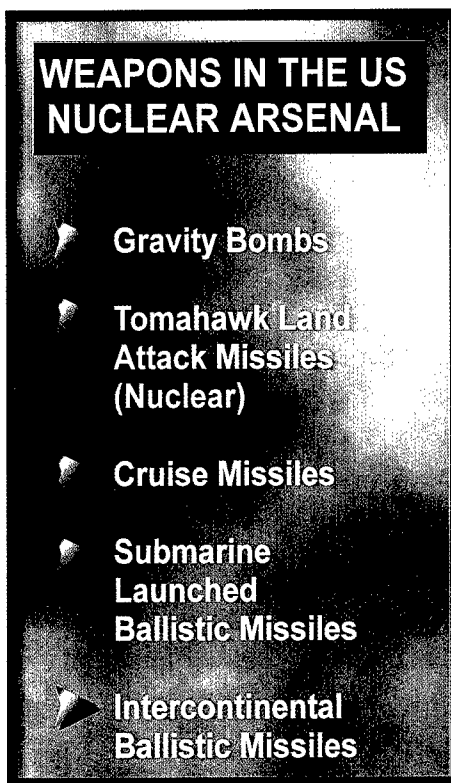 WEAPONS IN THE US
NUCLEAR ARSENAL
Gravity Bombs
Tomahawk Land
Attack Missiles
(Nuclear)
Cruise Missiles
Submarine
Launched
Ballistic Missiles
Intercontinental
Ballistic Missiles